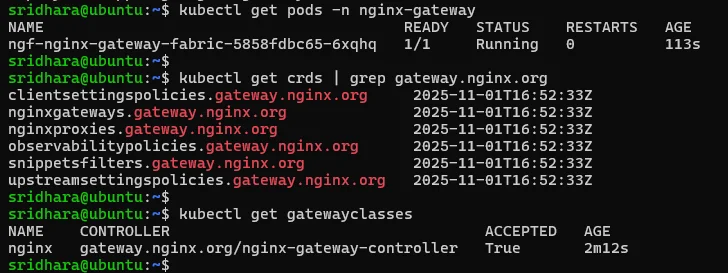 sridhara@ubuntu:~$ kubectl get pods -n nginx-gateway
NAME                                        READY   STATUS    RESTARTS   AGE
ngf-nginx-gateway-fabric-5858fdbc65-6xqhq   1/1     Running   0          113s
sridhara@ubuntu:~$
sridhara@ubuntu:~$ kubectl get crds | grep gateway.nginx.org
clientsettingspolicies.gateway.nginx.org     2025-11-01T16:52:33Z
nginxgateways.gateway.nginx.org              2025-11-01T16:52:33Z
nginxproxies.gateway.nginx.org               2025-11-01T16:52:33Z
observabilitypolicies.gateway.nginx.org      2025-11-01T16:52:33Z
snippetsfilters.gateway.nginx.org            2025-11-01T16:52:33Z
upstreamsettingspolicies.gateway.nginx.org   2025-11-01T16:52:33Z
sridhara@ubuntu:~$
sridhara@ubuntu:~$ kubectl get gatewayclasses
NAME    CONTROLLER                                   ACCEPTED   AGE
nginx   gateway.nginx.org/nginx-gateway-controller   True       2m12s
sridhara@ubuntu:~$